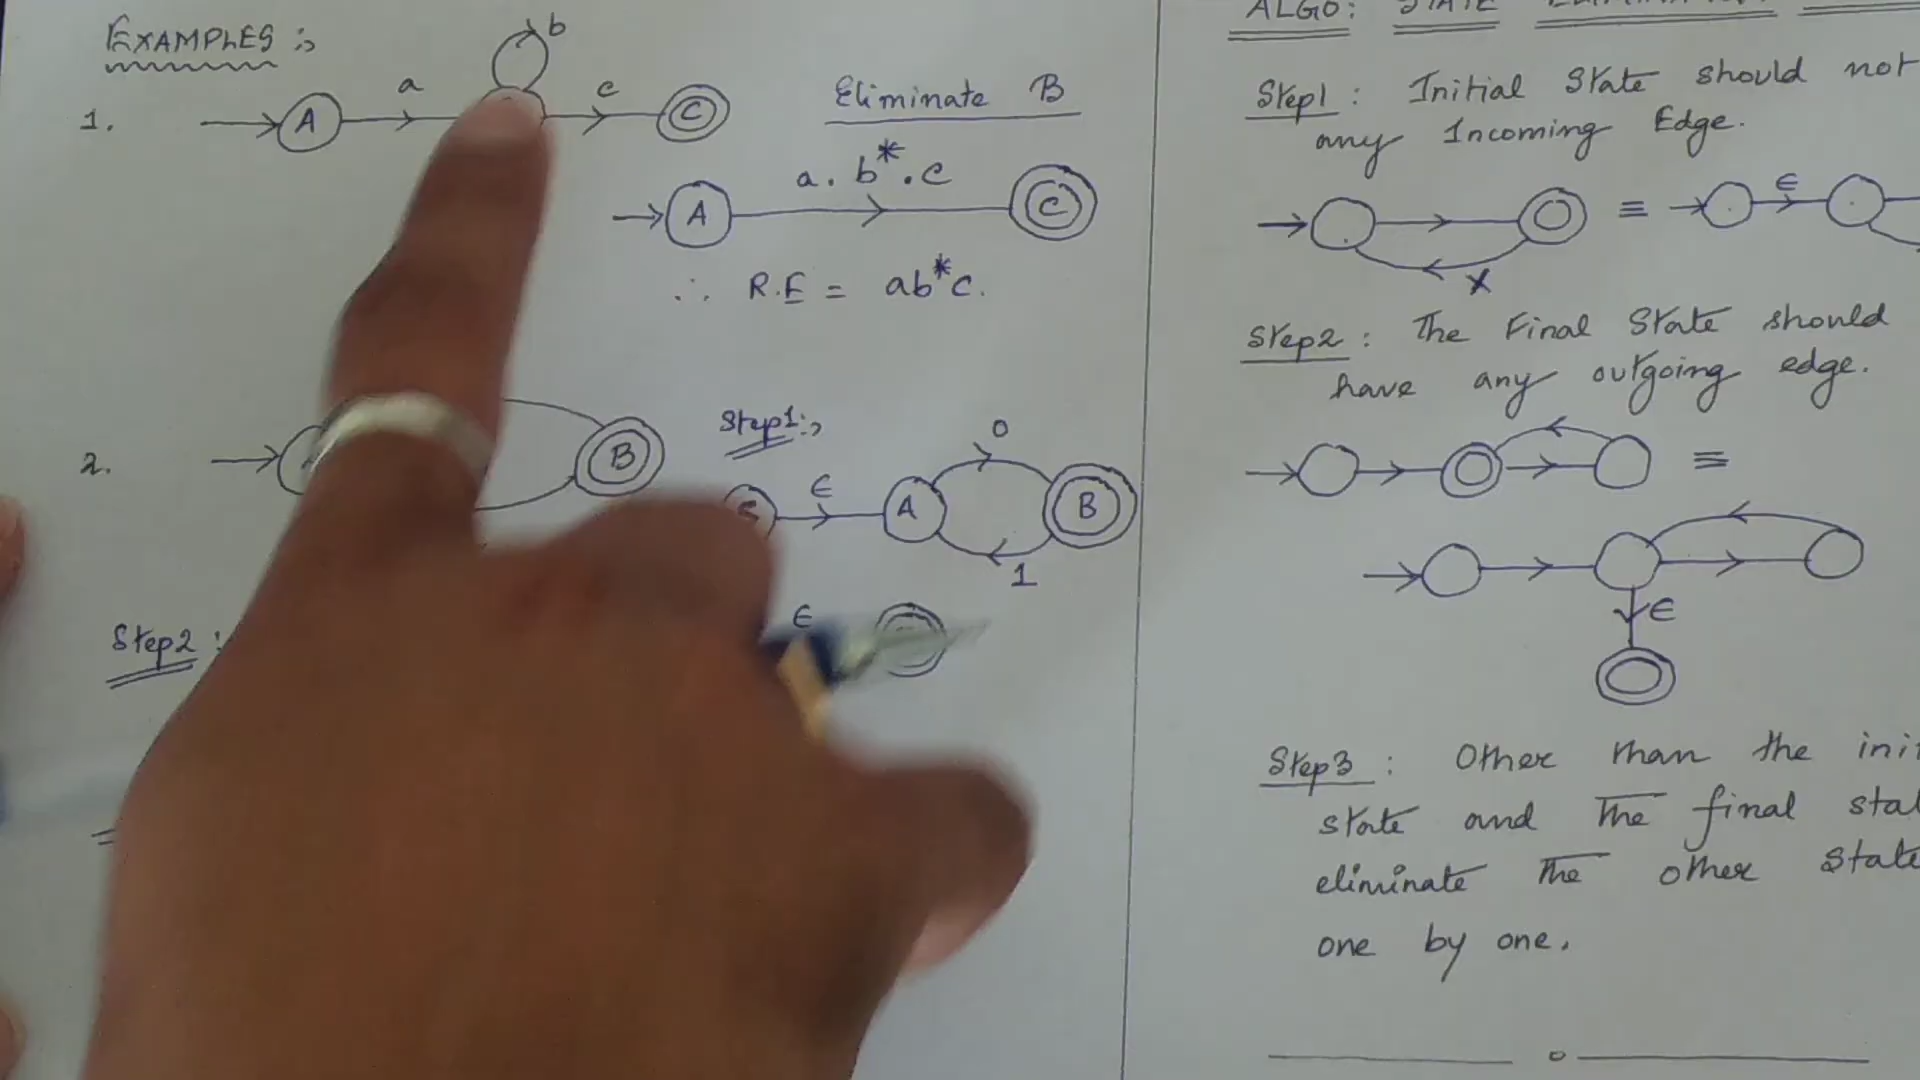 EXAMPLES :-
b
a
c
1.
A
C
Eliminate B
a . b* . c
A
C
∴ R.E = ab*c.
2.
B
Step1:-
0
ϵ
A
B
1
Step2 :
ϵ
ALGO: STATE
Step1 : Initial State should not
any Incoming Edge.
ϵ
≡
X
Step2 : The Final State should
have any outgoing edge.
≡
ϵ
Step3 : Other than the
state and The final
eliminate The other
one by one.